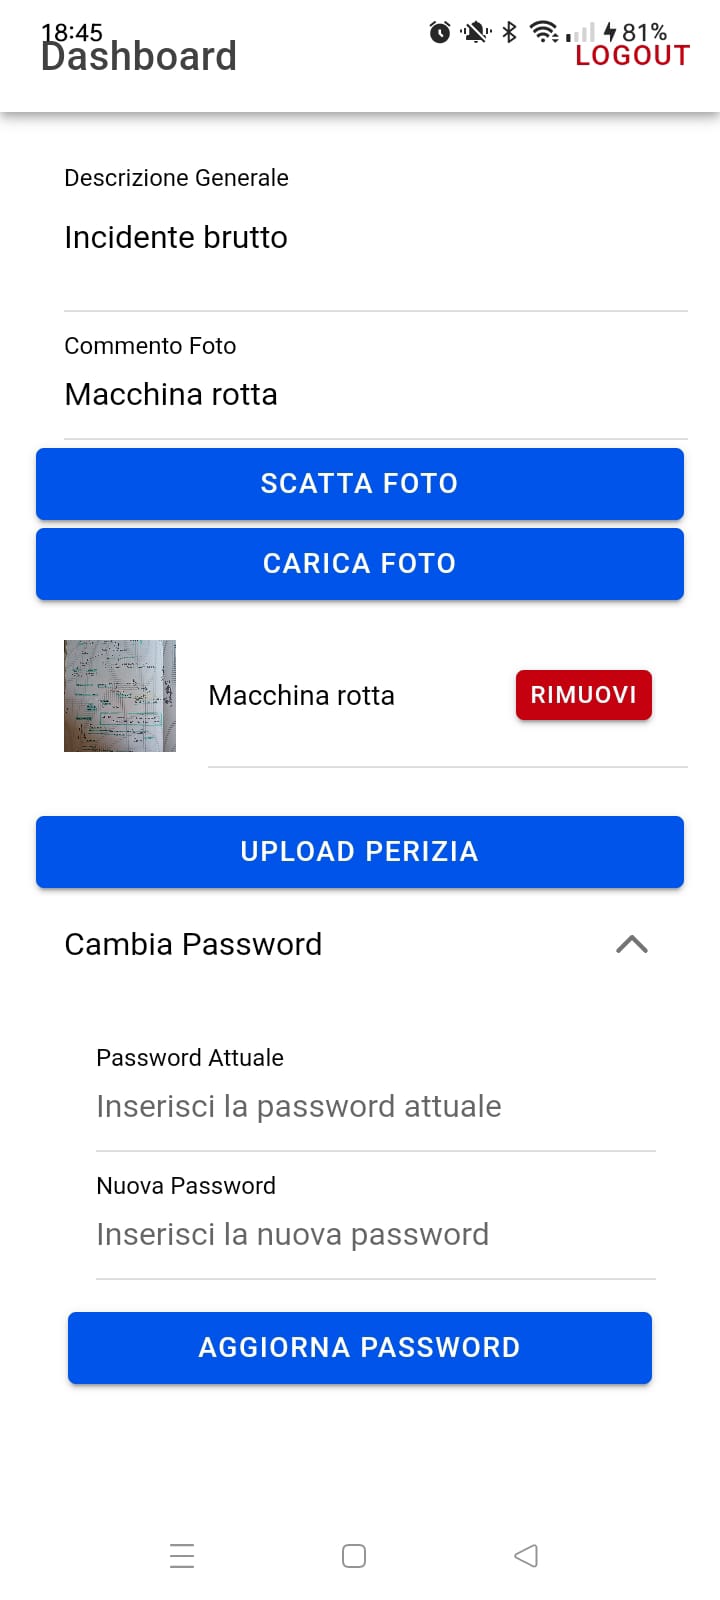 18:45 81%
Dashboard LOGOUT
Descrizione Generale
Incidente brutto
Commento Foto
Macchina rotta
SCATTA FOTO
CARICA FOTO
Macchina rotta RIMUOVI
UPLOAD PERIZIA
Cambia Password
Password Attuale
Inserisci la password attuale
Nuova Password
Inserisci la nuova password
AGGIORNA PASSWORD